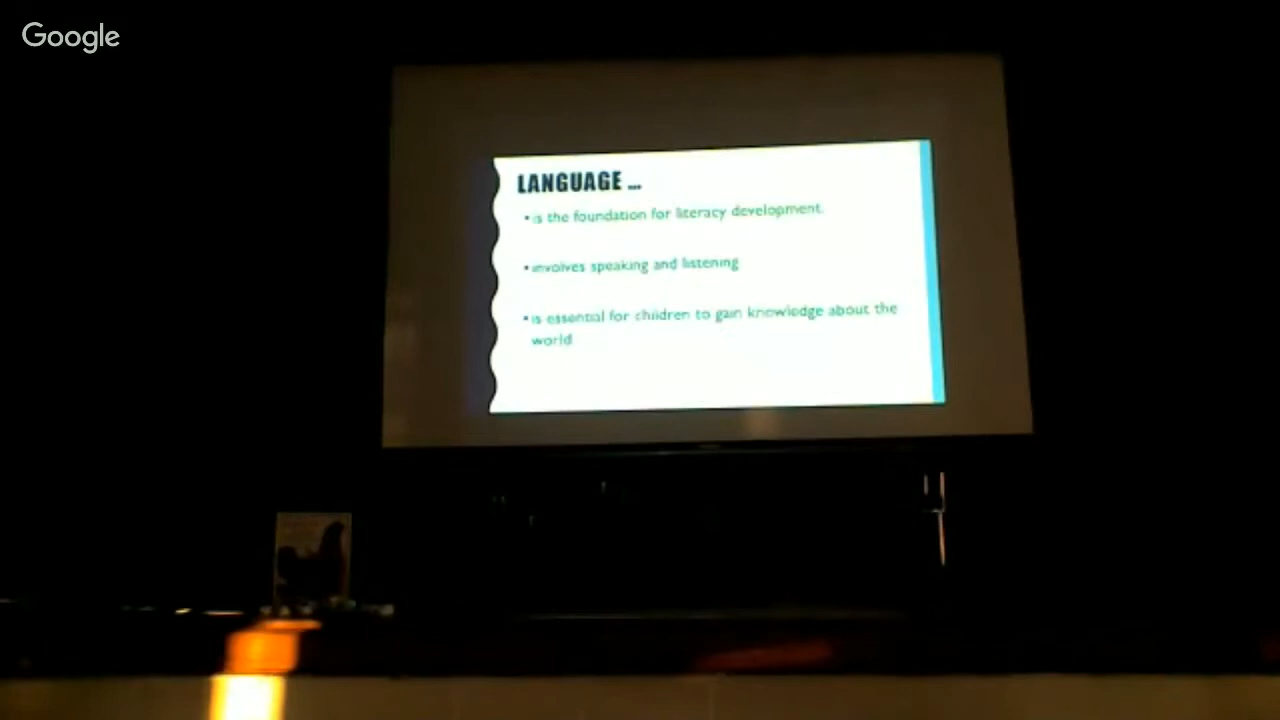 Google
LANGUAGE ...
• is the foundation for literacy development.
• involves speaking and listening
• is essential for children to gain knowledge about the
world